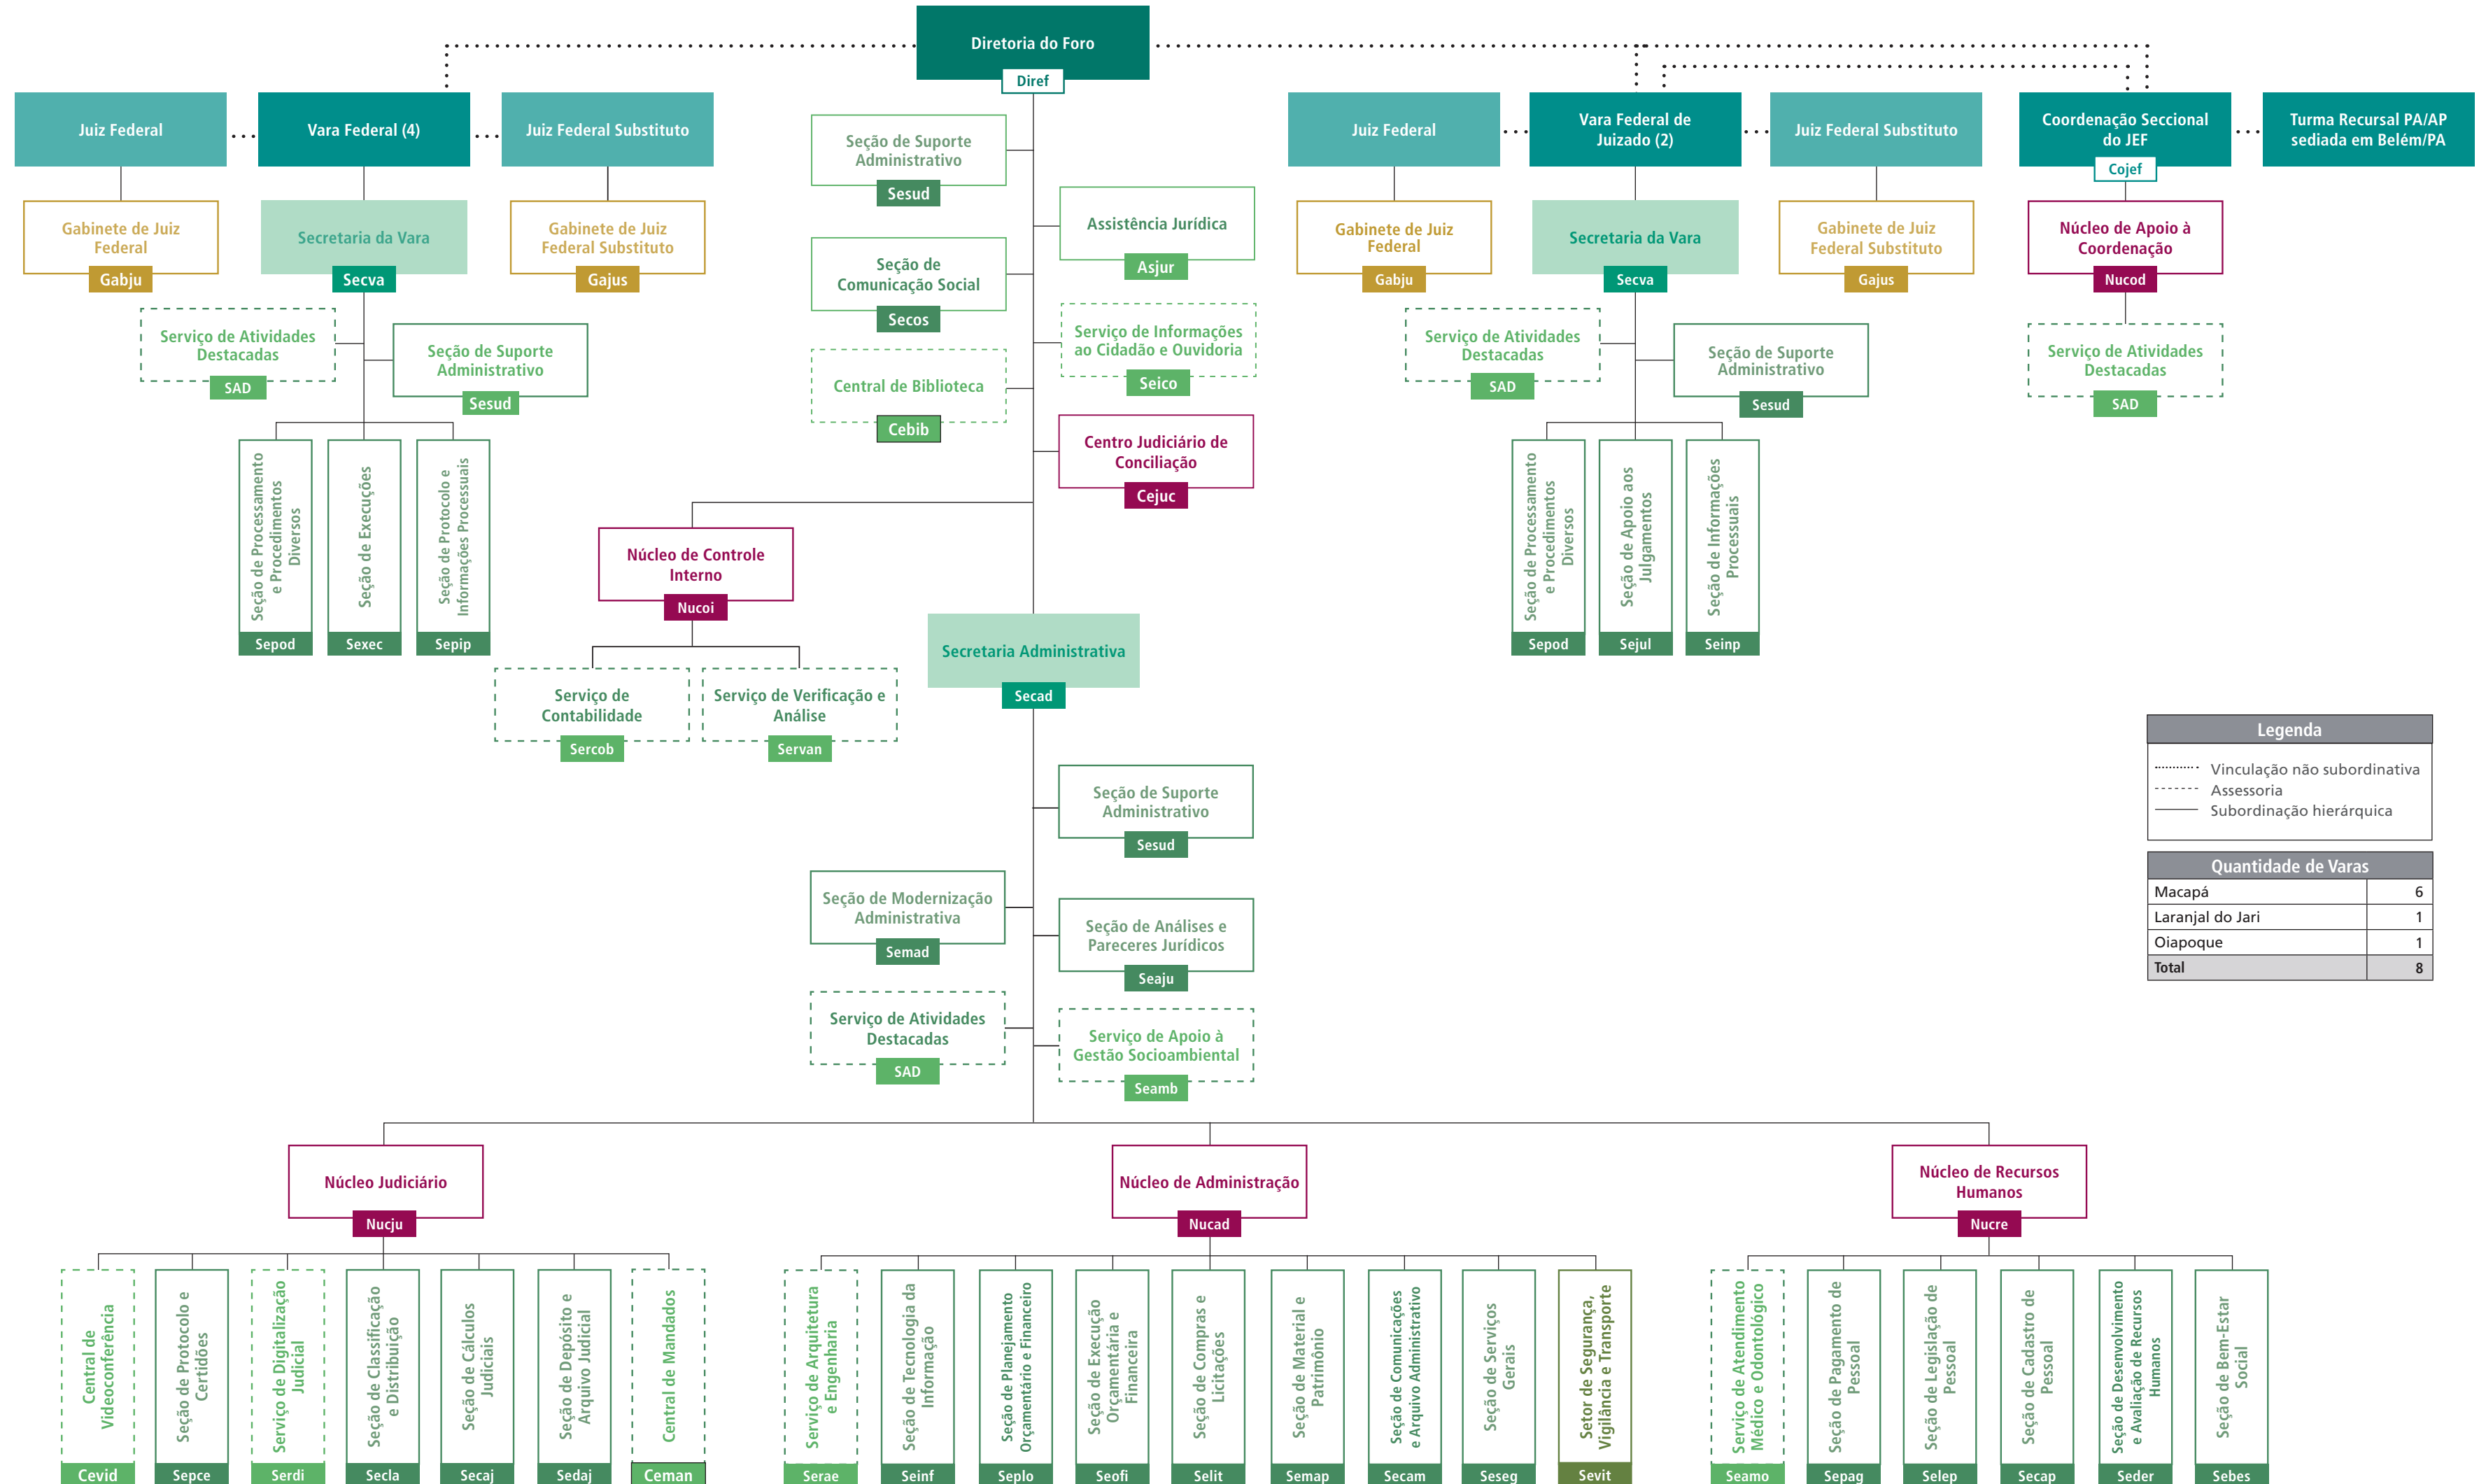 Diretoria do Foro
Diref
Juiz Federal
Vara Federal (4)
Juiz Federal Substituto
Gabinete de Juiz
Federal
Gabju
Secretaria da Vara
Secva
Gabinete de Juiz
Federal Substituto
Gajus
Serviço de Atividades
Destacadas
SAD
Seção de Suporte
Administrativo
Sesud
Seção de Processamento
e Procedimentos
Diversos
Sepod
Seção de Execuções
Sexec
Seção de Protocolo e
Informações Processuais
Sepip
Seção de Suporte
Administrativo
Sesud
Assistência Jurídica
Asjur
Seção de
Comunicação Social
Secos
Serviço de Informações
ao Cidadão e Ouvidoria
Seico
Central de Biblioteca
Cebib
Centro Judiciário de
Conciliação
Cejuc
Núcleo de Controle
Interno
Nucoi
Serviço de
Contabilidade
Sercob
Serviço de Verificação e
Análise
Servan
Secretaria Administrativa
Secad
Seção de Suporte
Administrativo
Sesud
Seção de Modernização
Administrativa
Semad
Seção de Análises e
Pareceres Jurídicos
Seaju
Serviço de Atividades
Destacadas
SAD
Serviço de Apoio à
Gestão Socioambiental
Seamb
Juiz Federal
Vara Federal de
Juizado (2)
Juiz Federal Substituto
Coordenação Seccional
do JEF
Cojef
Turma Recursal PA/AP
sediada em Belém/PA
Gabinete de Juiz
Federal
Gabju
Secretaria da Vara
Secva
Gabinete de Juiz
Federal Substituto
Gajus
Núcleo de Apoio à
Coordenação
Nucod
Serviço de Atividades
Destacadas
SAD
Seção de Suporte
Administrativo
Sesud
Serviço de Atividades
Destacadas
SAD
Seção de Processamento
e Procedimentos
Diversos
Sepod
Seção de Apoio aos
Julgamentos
Sejul
Seção de Informações
Processuais
Seinp
Legenda
Vinculação não subordinativa
Assessoria
Subordinação hierárquica
Quantidade de Varas
Macapá 6
Laranjal do Jari 1
Oiapoque 1
Total 8
Núcleo Judiciário
Nucju
Central de
Videoconferência
Cevid
Seção de Protocolo e
Certidões
Sepce
Serviço de Digitalização
Judicial
Serdi
Seção de Classificação
e Distribuição
Secla
Seção de Cálculos
Judiciais
Secaj
Seção de Depósito e
Arquivo Judicial
Sedaj
Central de Mandados
Ceman
Núcleo de Administração
Nucad
Serviço de Arquitetura
e Engenharia
Serae
Seção de Tecnologia da
Informação
Seinf
Seção de Planejamento
Orçamentário e Financeiro
Seplo
Seção de Execução
Orçamentária e
Financeira
Seofi
Seção de Compras e
Licitações
Selit
Seção de Material e
Patrimônio
Semap
Seção de Comunicações
e Arquivo Administrativo
Secam
Seção de Serviços
Gerais
Seseg
Setor de Segurança,
Vigilância e Transporte
Sevit
Núcleo de Recursos
Humanos
Nucre
Serviço de Atendimento
Médico e Odontológico
Seamo
Seção de Pagamento de
Pessoal
Sepag
Seção de Legislação de
Pessoal
Selep
Seção de Cadastro de
Pessoal
Secap
Seção de Desenvolvimento
e Avaliação de Recursos
Humanos
Seder
Seção de Bem-Estar
Social
Sebes